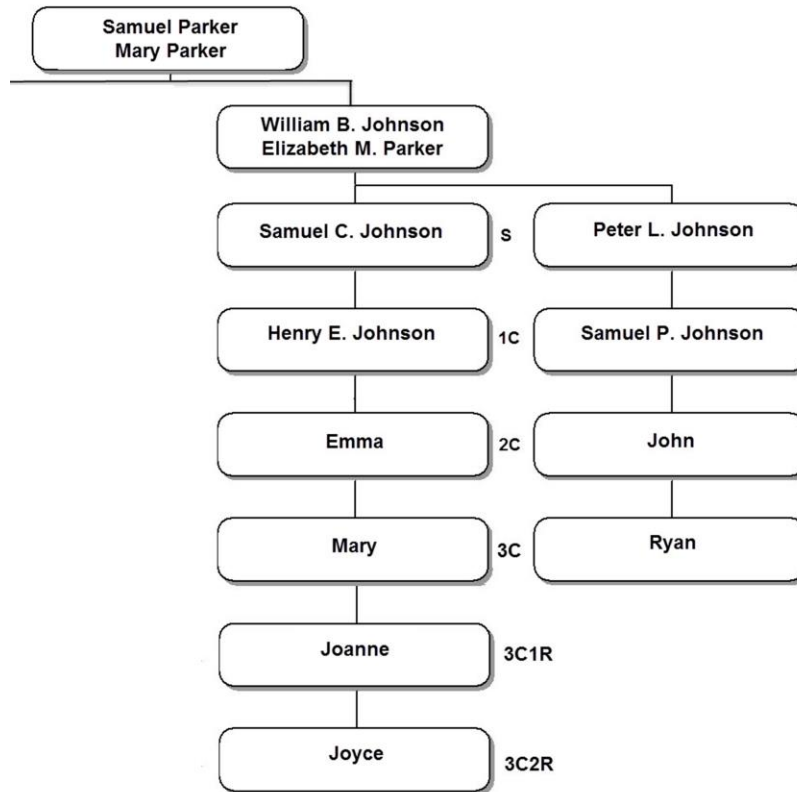 Samuel Parker
Mary Parker
William B. Johnson
Elizabeth M. Parker
Samuel C. Johnson
S
Peter L. Johnson
Henry E. Johnson
1C
Samuel P. Johnson
Emma
2C
John
Mary
3C
Ryan
Joanne
3C1R
Joyce
3C2R